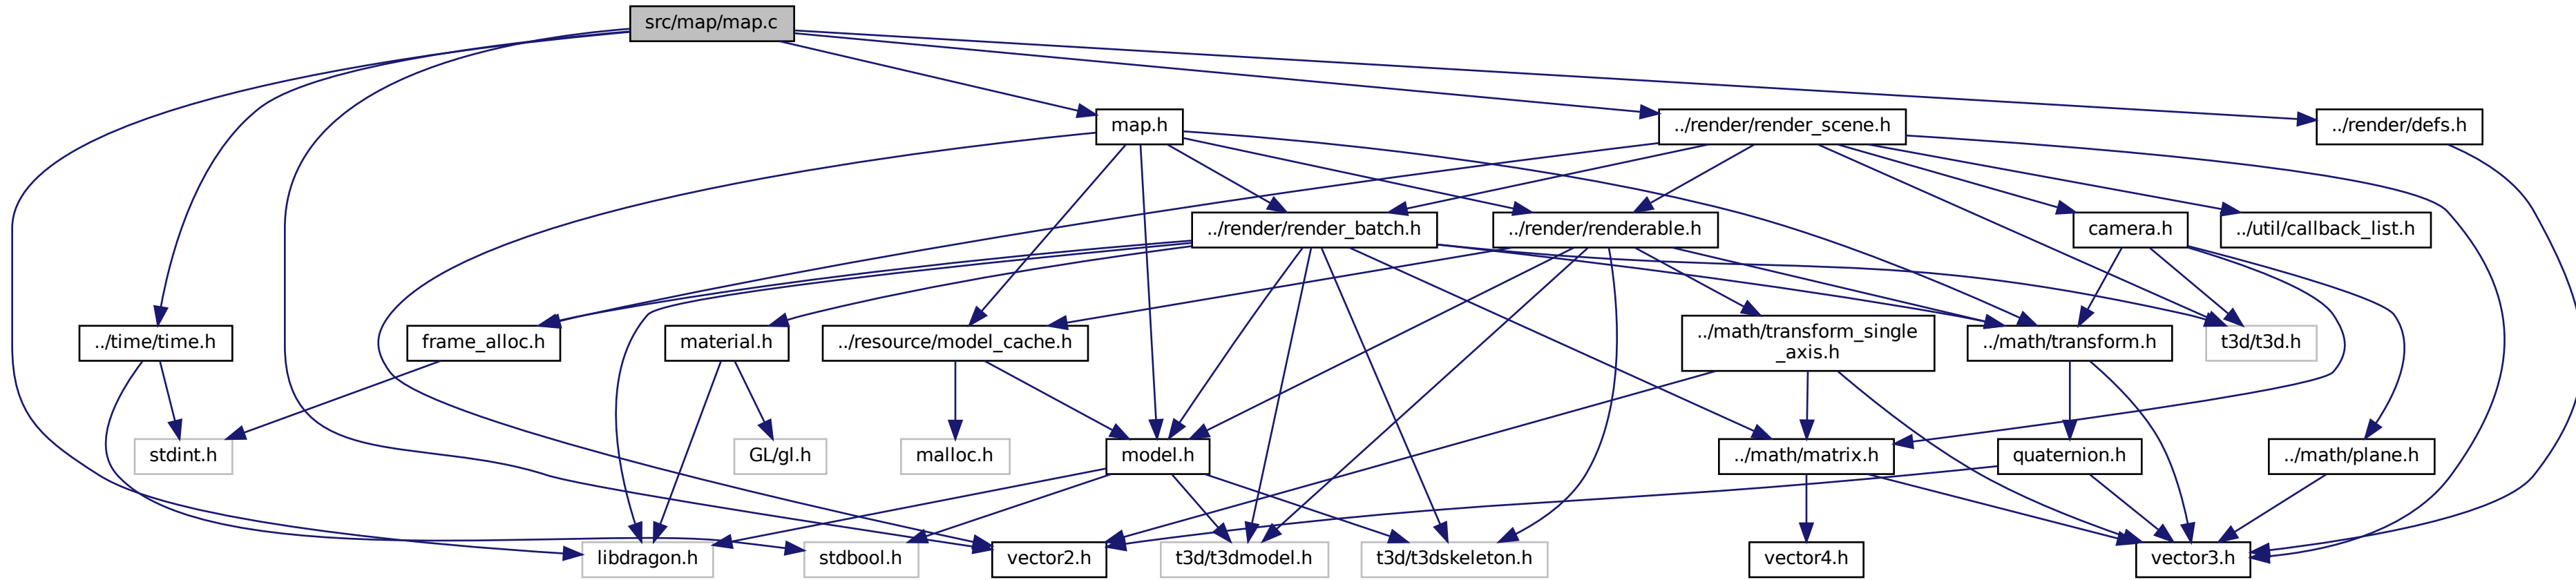 src/map/map.c
map.h
../render/render_scene.h
../render/defs.h
../render/render_batch.h
../render/renderable.h
camera.h
../util/callback_list.h
../time/time.h
frame_alloc.h
material.h
../resource/model_cache.h
../math/transform_single
_axis.h
../math/transform.h
t3d/t3d.h
stdint.h
GL/gl.h
malloc.h
model.h
../math/matrix.h
quaternion.h
../math/plane.h
libdragon.h
stdbool.h
vector2.h
t3d/t3dmodel.h
t3d/t3dskeleton.h
vector4.h
vector3.h